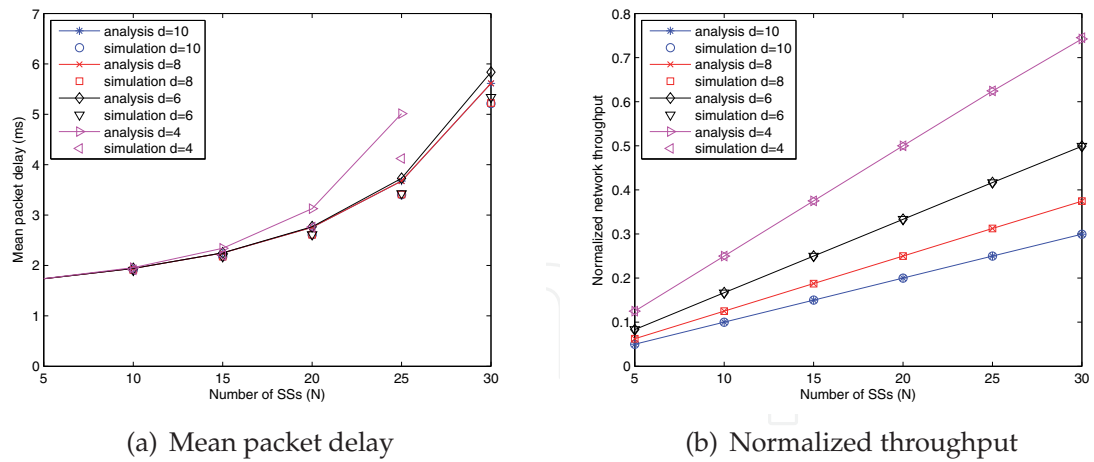 7
6
5
4
3
2
1
0
5
10
15
20
25
30
Mean packet delay (ms)
Number of SSs (N)
analysis d=10
simulation d=10
analysis d=8
simulation d=8
analysis d=6
simulation d=6
analysis d=4
simulation d=4
(a) Mean packet delay
0.8
0.7
0.6
0.5
0.4
0.3
0.2
0.1
0
5
10
15
20
25
30
Normalized network throughput
Number of SSs (N)
analysis d=10
simulation d=10
analysis d=8
simulation d=8
analysis d=6
simulation d=6
analysis d=4
simulation d=4
(b) Normalized throughput